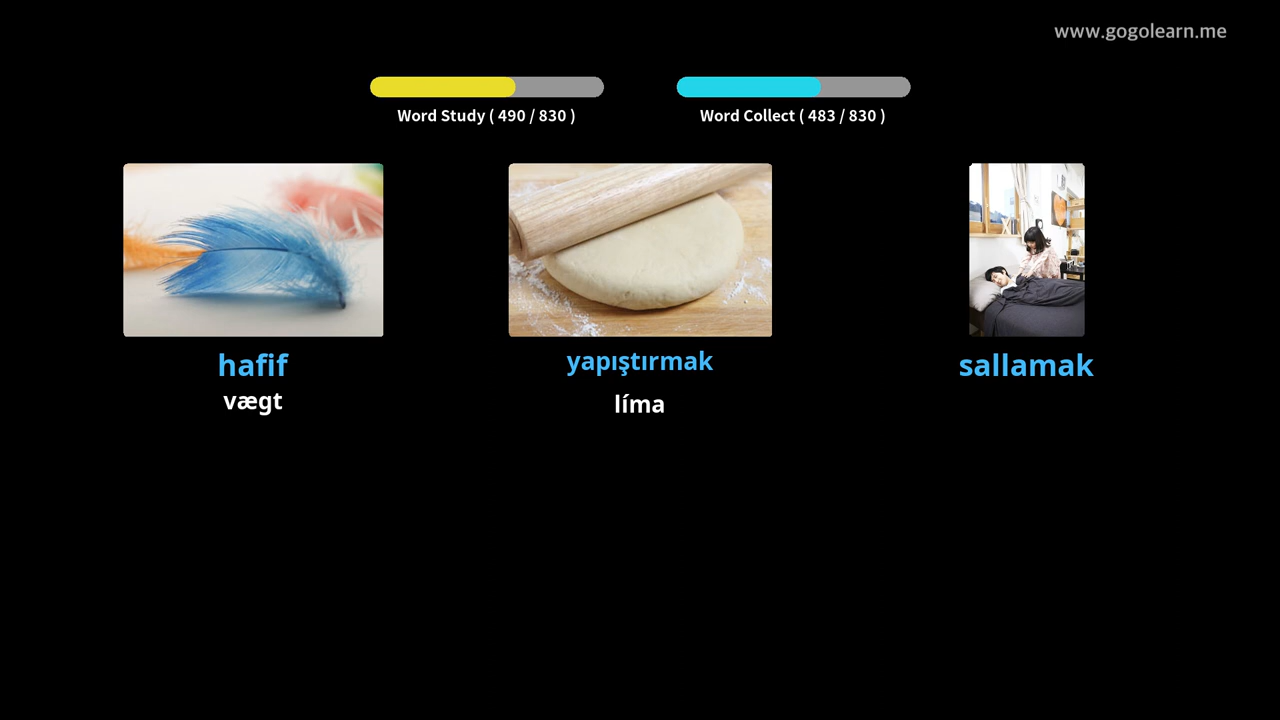 www.gogolearn.me
Word Study ( 490 / 830 )
Word Collect ( 483 / 830 )
hafif
vægt
yapıştırmak
líma
sallamak